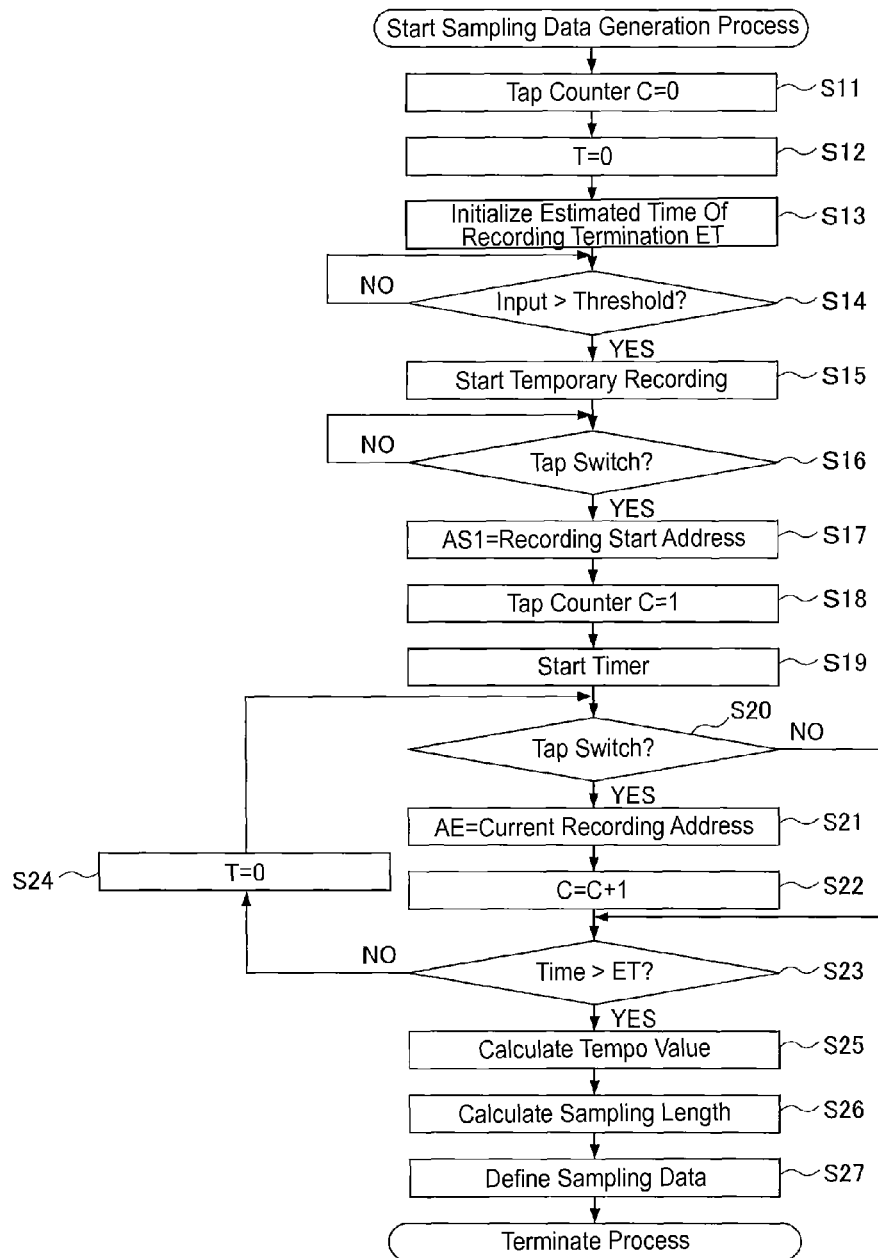 Start Sampling Data Generation Process
Tap Counter C=0
S11
T=0
S12
Initialize Estimated Time Of
Recording Termination ET
S13
NO
Input > Threshold?
S14
YES
Start Temporary Recording
S15
NO
Tap Switch?
S16
YES
AS1=Recording Start Address
S17
Tap Counter C=1
S18
Start Timer
S19
S20
Tap Switch?
NO
YES
AE=Current Recording Address
S21
S24
T=0
C=C+1
S22
NO
Time > ET?
S23
YES
Calculate Tempo Value
S25
Calculate Sampling Length
S26
Define Sampling Data
S27
Terminate Process